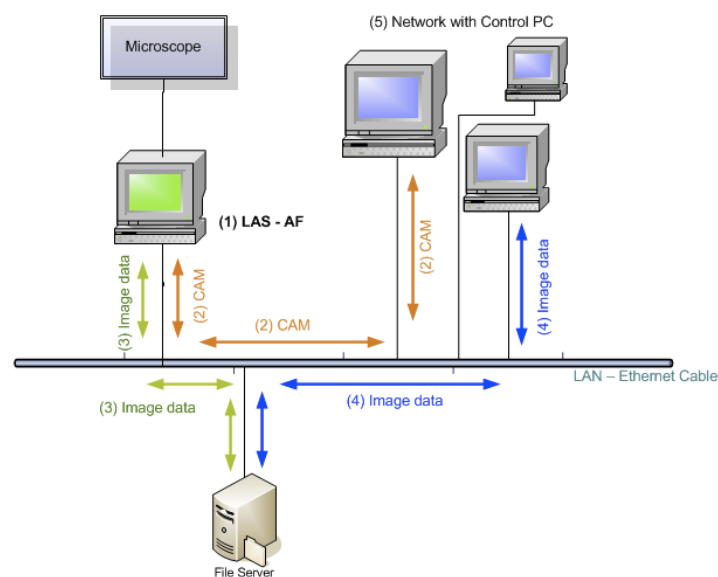 (5) Network with Control PC
Microscope
(1) LAS - AF
(3) Image data
(2) CAM
(2) CAM
(2) CAM
(4) Image data
LAN – Ethernet Cable
(3) Image data
(4) Image data
File Server